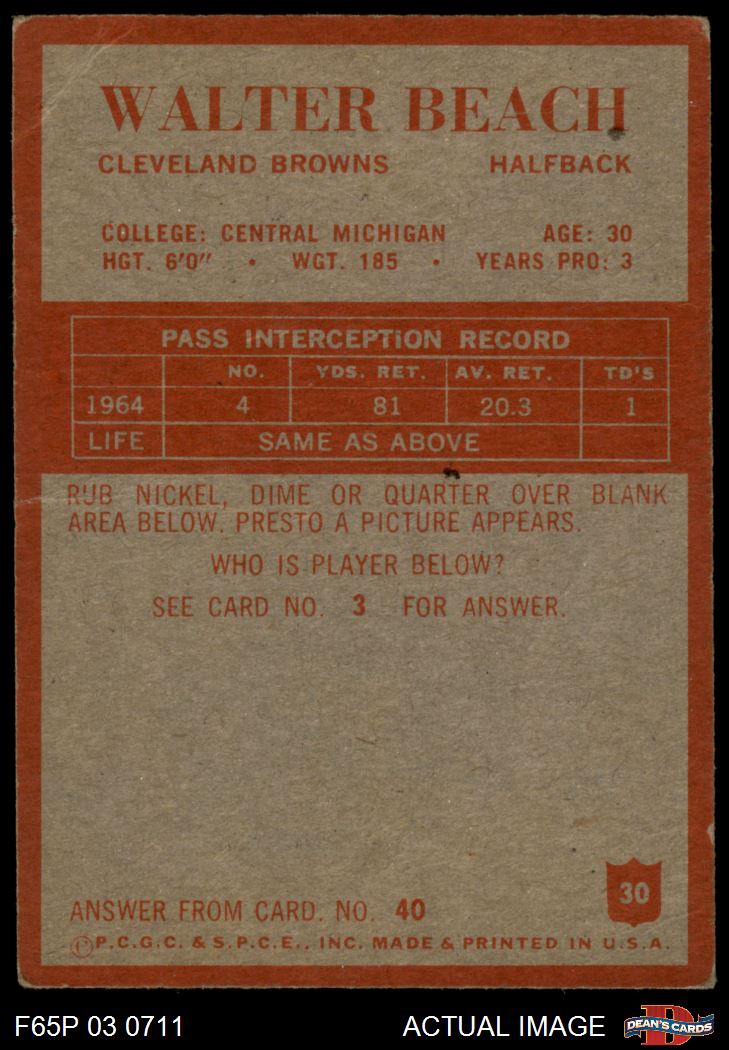 WALTER BEACH
CLEVELAND BROWNS HALFBACK
COLLEGE: CENTRAL MICHIGAN AGE: 30
HGT. 6'0" • WGT. 185 • YEARS PRO: 3
PASS INTERCEPTION RECORD
NO. YDS. RET. AV. RET. TD'S
1964 4 81 20.3 1
LIFE SAME AS ABOVE
RUB NICKEL, DIME OR QUARTER OVER BLANK
AREA BELOW. PRESTO A PICTURE APPEARS.
WHO IS PLAYER BELOW?
SEE CARD NO. 3 FOR ANSWER.
30
ANSWER FROM CARD. NO. 40
©P.C.G.C. & S.P.C.E., INC. MADE & PRINTED IN U.S.A.
F65P 03 0711 ACTUAL IMAGE DEAN'S CARDS